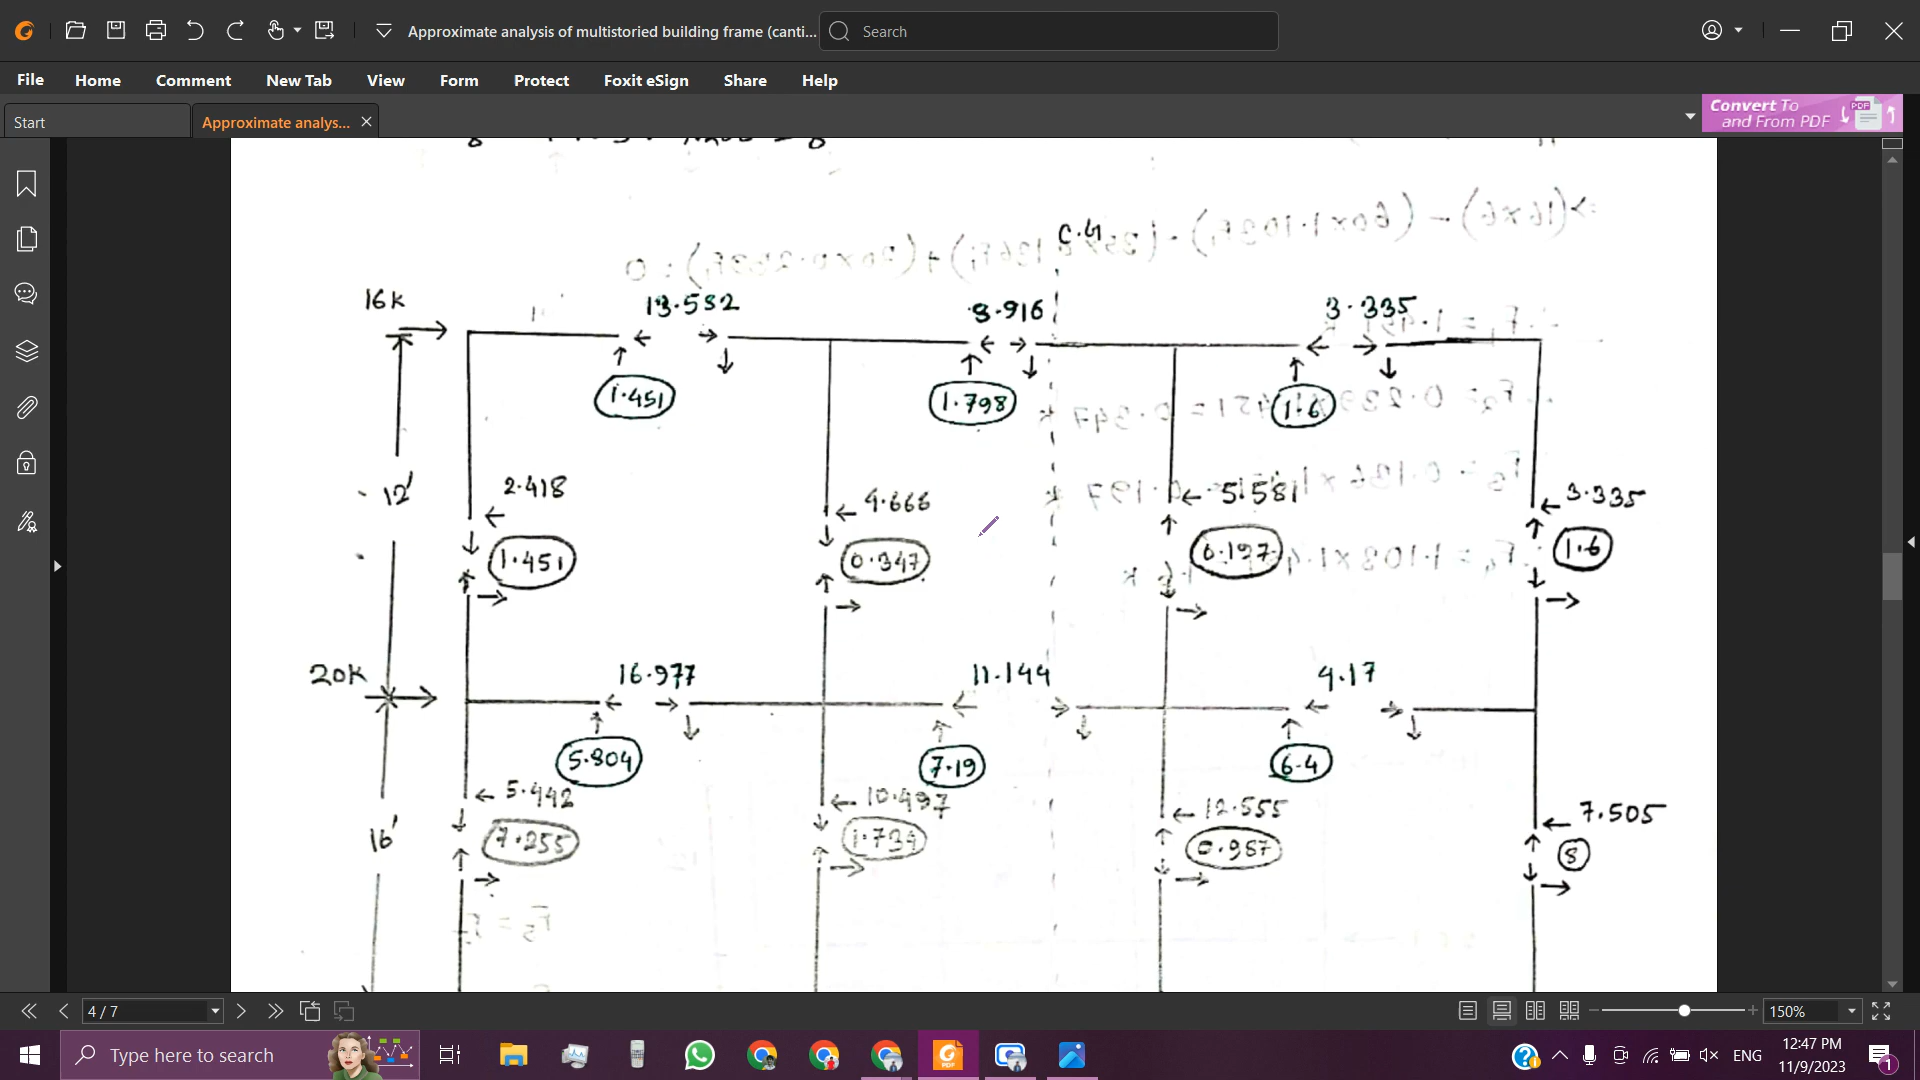 Approximate analysis of multistoried building frame (canti...
Search
File Home Comment New Tab View Form Protect Foxit eSign Share Help
Start
Approximate analys...
Convert To
and From PDF
C.G
16K
13.532
8.916
3.335
1.451
1.798
1.6
12'
2.418
4.666
5.581
3.335
1.451
0.347
0.197
1.6
20K
16.977
11.144
4.17
5.804
7.19
6.4
5.442
10.497
12.555
7.505
16'
7.255
1.734
0.987
8
4 / 7
150%
Type here to search
ENG
12:47 PM
11/9/2023
1